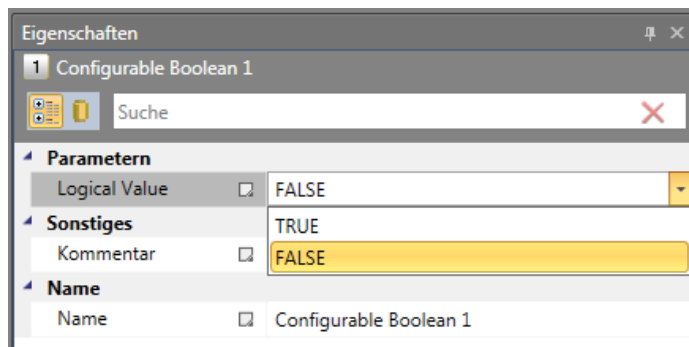 Eigenschaften
1 Configurable Boolean 1
Suche
Parametern
Logical Value FALSE
Sonstiges TRUE
Kommentar FALSE
Name
Name Configurable Boolean 1